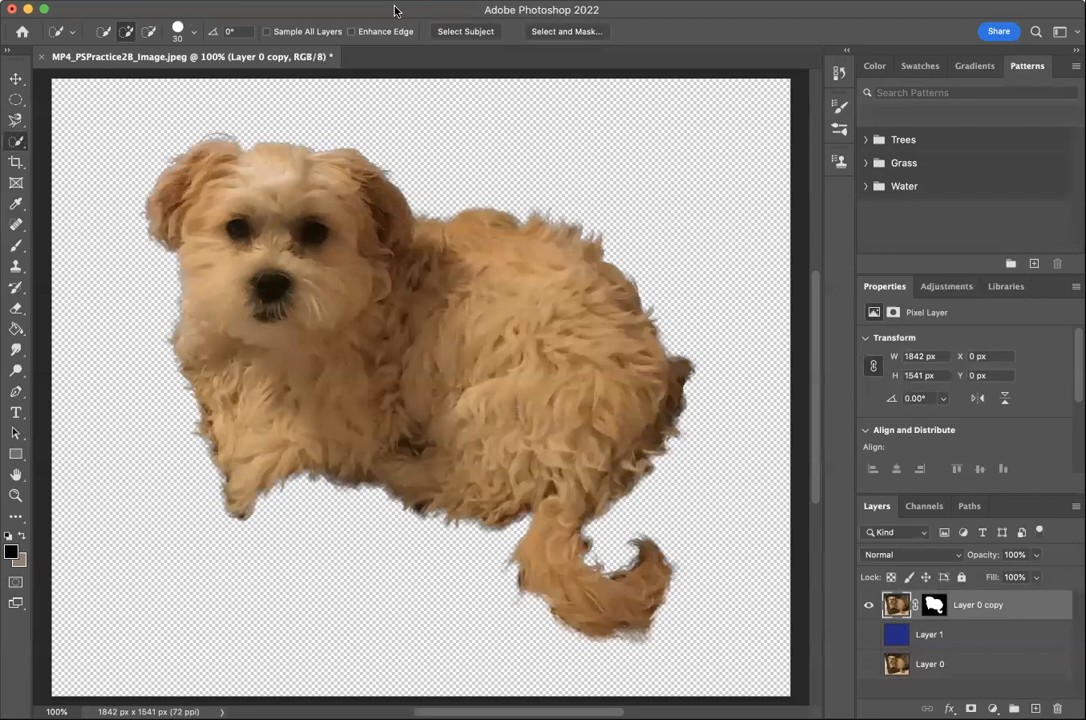 Adobe Photoshop 2022
30
0°
Sample All Layers
Enhance Edge
Select Subject
Select and Mask...
Share
MP4_PSPractice2B_Image.jpeg @ 100% (Layer 0 copy, RGB/8) *
Color
Swatches
Gradients
Patterns
Search Patterns
Trees
Grass
Water
Properties
Adjustments
Libraries
Pixel Layer
Transform
W 1842 px X 0 px
H 1541 px Y 0 px
0.00°
Align and Distribute
Align:
Layers
Channels
Paths
Kind
Normal
Opacity: 100%
Lock:
Fill: 100%
Layer 0 copy
Layer 1
Layer 0
100%
1842 px x 1541 px (72 ppi)